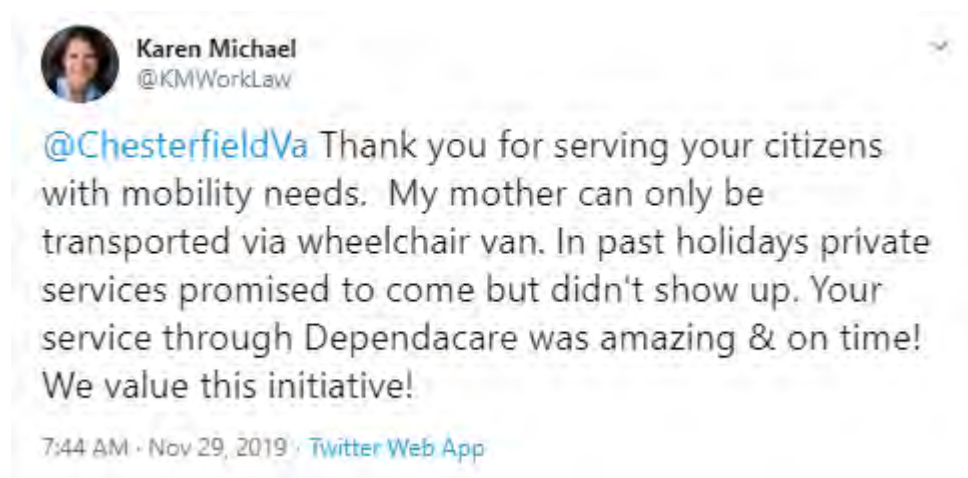 Karen Michael
@KMWorkLaw
@ChesterfieldVa Thank you for serving your citizens
with mobility needs.  My mother can only be
transported via wheelchair van. In past holidays private
services promised to come but didn't show up. Your
service through Dependacare was amazing & on time!
We value this initiative!
7:44 AM · Nov 29, 2019 · Twitter Web App